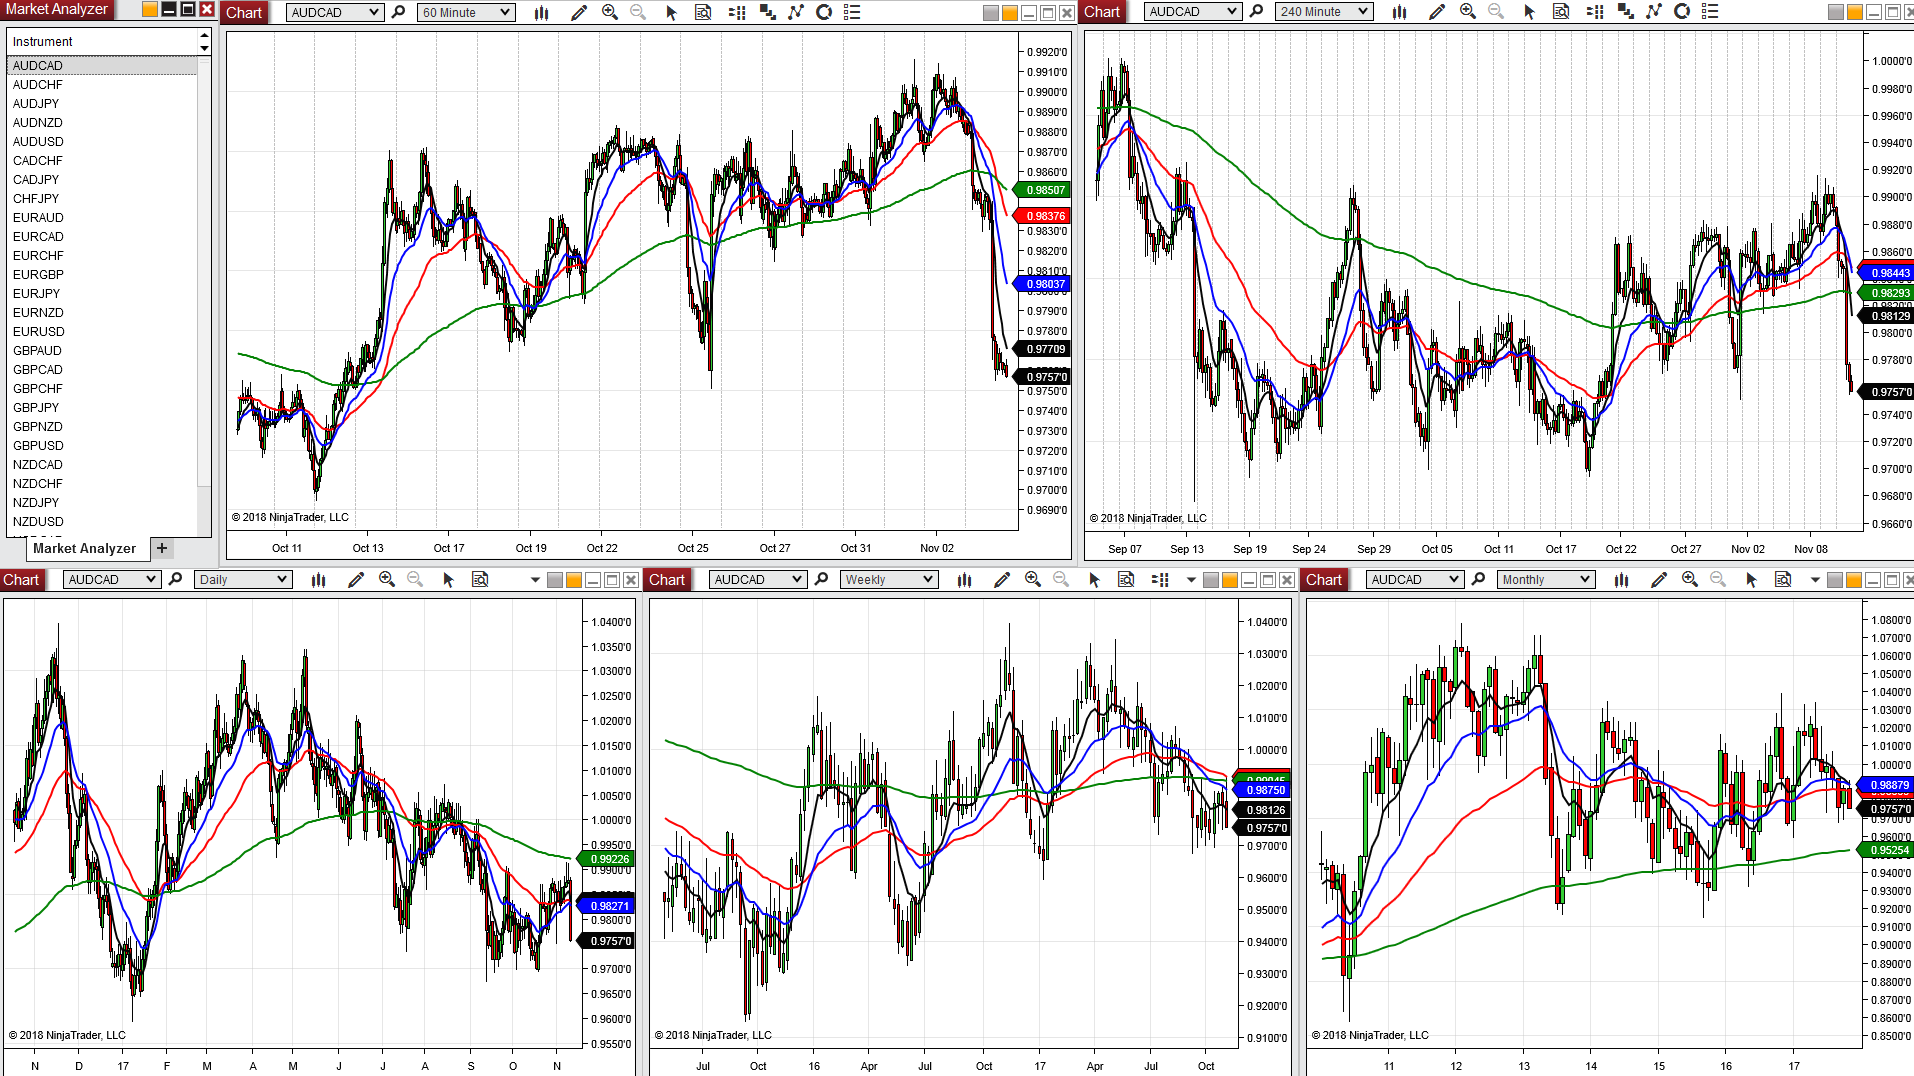 Market Analyzer
Instrument
AUDCAD
AUDCHF
AUDJPY
AUDNZD
AUDUSD
CADCHF
CADJPY
CHFJPY
EURAUD
EURCAD
EURCHF
EURGBP
EURJPY
EURNZD
EURUSD
GBPAUD
GBPCAD
GBPCHF
GBPJPY
GBPNZD
GBPUSD
NZDCAD
NZDCHF
NZDJPY
NZDUSD
Market Analyzer +
Chart AUDCAD 60 Minute
0.9920'0
0.9910'0
0.9900'0
0.9890'0
0.9880'0
0.9870'0
0.9860'0
0.98507
0.98376
0.9830'0
0.9820'0
0.9810'0
0.98037
0.9790'0
0.9780'0
0.97709
0.9757'0
0.9750'0
0.9740'0
0.9730'0
0.9720'0
0.9710'0
0.9700'0
0.9690'0
© 2018 NinjaTrader, LLC
Oct 11 Oct 13 Oct 17 Oct 19 Oct 22 Oct 25 Oct 27 Oct 31 Nov 02
Chart AUDCAD 240 Minute
1.0000'0
0.9980'0
0.9960'0
0.9940'0
0.9920'0
0.9900'0
0.9880'0
0.9860'0
0.98443
0.98293
0.98129
0.9800'0
0.9780'0
0.9757'0
0.9740'0
0.9720'0
0.9700'0
0.9680'0
0.9660'0
© 2018 NinjaTrader, LLC
Sep 07 Sep 13 Sep 19 Sep 24 Sep 29 Oct 05 Oct 11 Oct 17 Oct 22 Oct 27 Nov 02 Nov 08
Chart AUDCAD Daily
1.0400'0
1.0350'0
1.0300'0
1.0250'0
1.0200'0
1.0150'0
1.0100'0
1.0050'0
1.0000'0
0.9950'0
0.99226
0.9900'0
0.98271
0.9800'0
0.9757'0
0.9700'0
0.9650'0
0.9600'0
0.9550'0
© 2018 NinjaTrader, LLC
N D 17 F M A M J J A S O N
Chart AUDCAD Weekly
1.0400'0
1.0300'0
1.0200'0
1.0100'0
1.0000'0
0.98750
0.98126
0.9757'0
0.9700'0
0.9600'0
0.9500'0
0.9400'0
0.9300'0
0.9200'0
0.9100'0
© 2018 NinjaTrader, LLC
Jul Oct 16 Apr Jul Oct 17 Apr Jul Oct
Chart AUDCAD Monthly
1.0800'0
1.0700'0
1.0600'0
1.0500'0
1.0400'0
1.0300'0
1.0200'0
1.0100'0
1.0000'0
0.98879
0.9757'0
0.9600'0
0.95254
0.9400'0
0.9300'0
0.9200'0
0.9100'0
0.9000'0
0.8900'0
0.8800'0
0.8700'0
0.8600'0
0.8500'0
© 2018 NinjaTrader, LLC
11 12 13 14 15 16 17